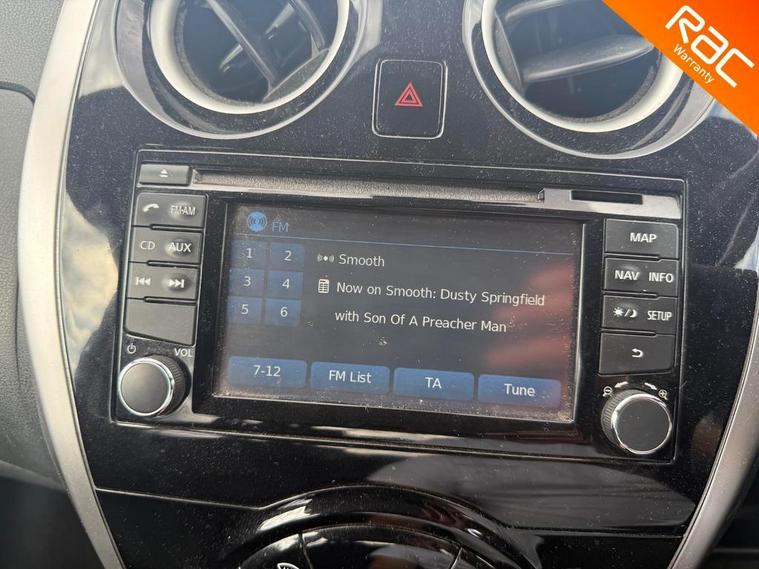 rac
Warranty
FM-AM
CD AUX
VOL
MAP
NAV INFO
SETUP
FM
1 2
3 4
5 6
Smooth
Now on Smooth: Dusty Springfield
with Son Of A Preacher Man
7-12
FM List
TA
Tune